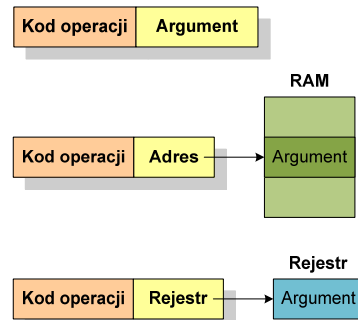 Kod operacji Argument
RAM
Kod operacji Adres Argument
Rejestr
Kod operacji Rejestr Argument